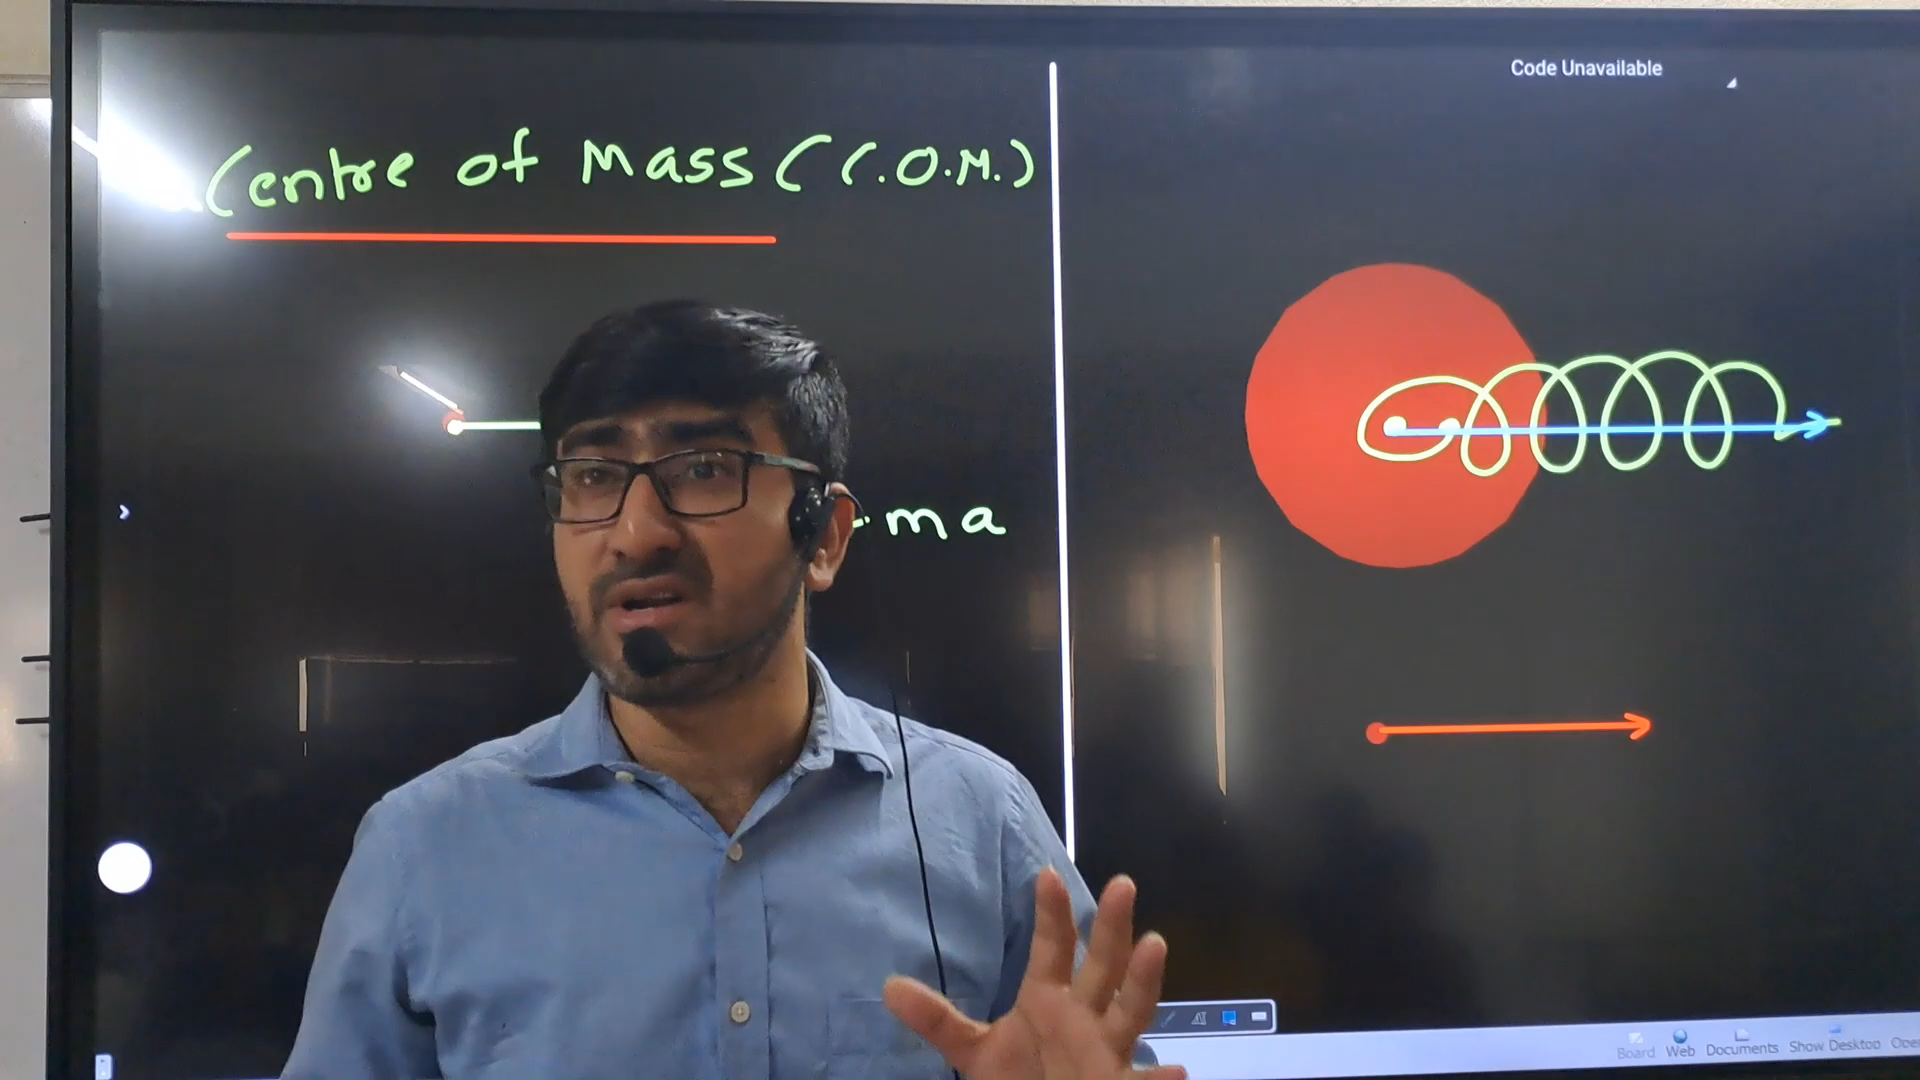 Centre of Mass (C.O.M.)
ma
Code Unavailable
Board Web Documents Show Desktop